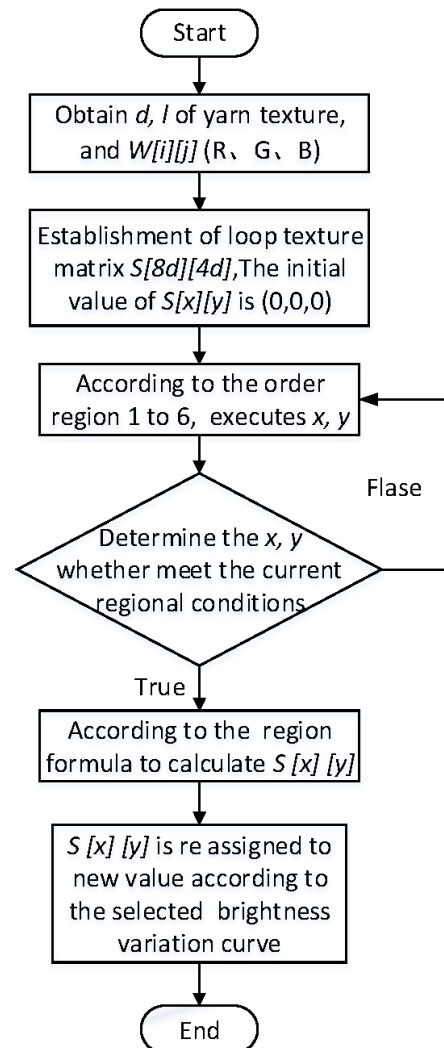 Start
Obtain d, l of yarn texture,
and W[i][j] (R、G、B)
Establishment of loop texture
matrix S[8d][4d],The initial
value of S[x][y] is (0,0,0)
According to the order
region 1 to 6, executes x, y
Flase
Determine the x, y
whether meet the current
regional conditions
True
According to the region
formula to calculate S [x] [y]
S [x] [y] is re assigned to
new value according to
the selected brightness
variation curve
End